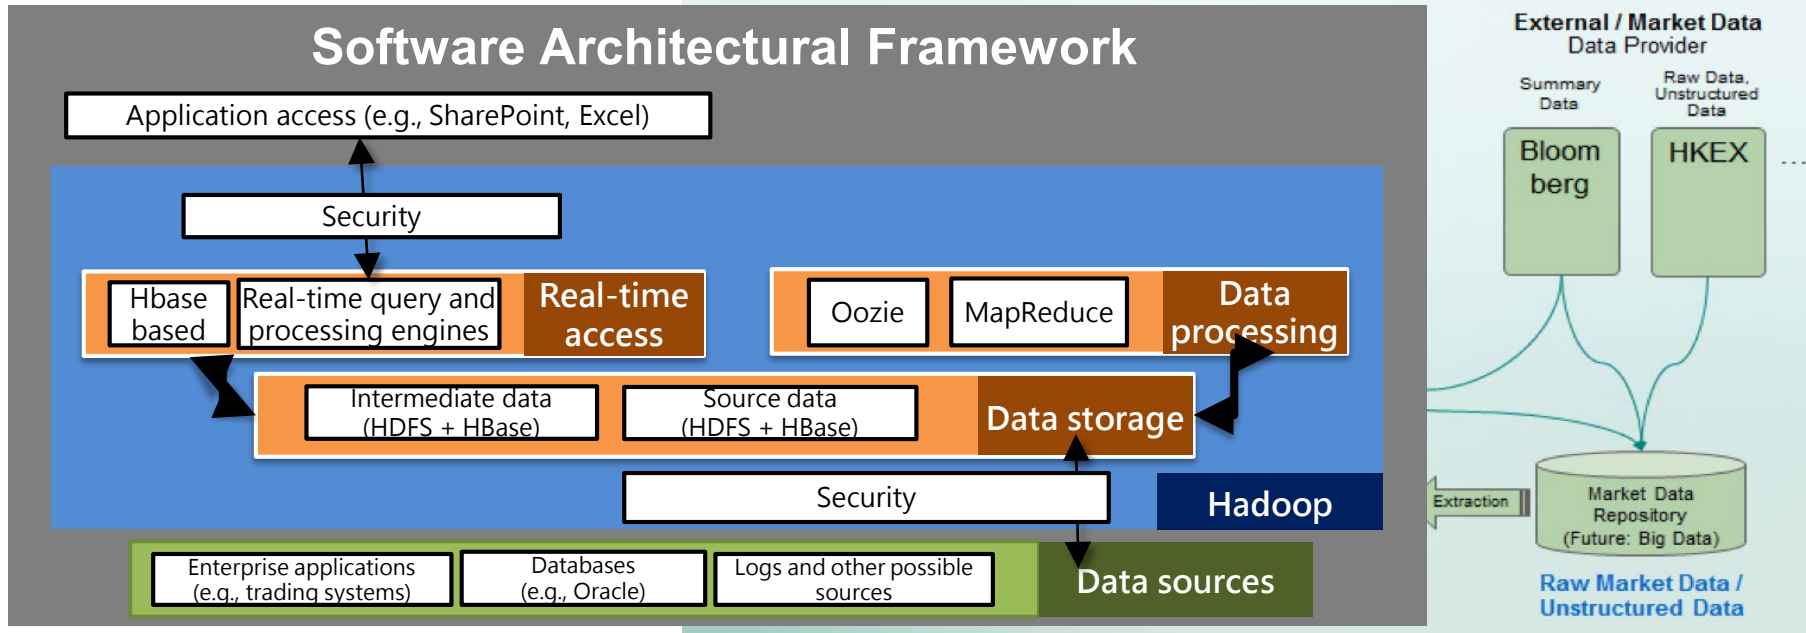 Software Architectural Framework
Application access (e.g., SharePoint, Excel)
Security
Hbase
based
Real-time query and
processing engines
Real-time
access
Oozie
MapReduce
Data
processing
Intermediate data
(HDFS + HBase)
Source data
(HDFS + HBase)
Data storage
Security
Hadoop
Enterprise applications
(e.g., trading systems)
Databases
(e.g., Oracle)
Logs and other possible
sources
Data sources
External / Market Data
Data Provider
Summary
Data
Raw Data,
Unstructured
Data
Bloom
berg
HKEX
....
Extraction
Market Data
Repository
(Future: Big Data)
Raw Market Data /
Unstructured Data